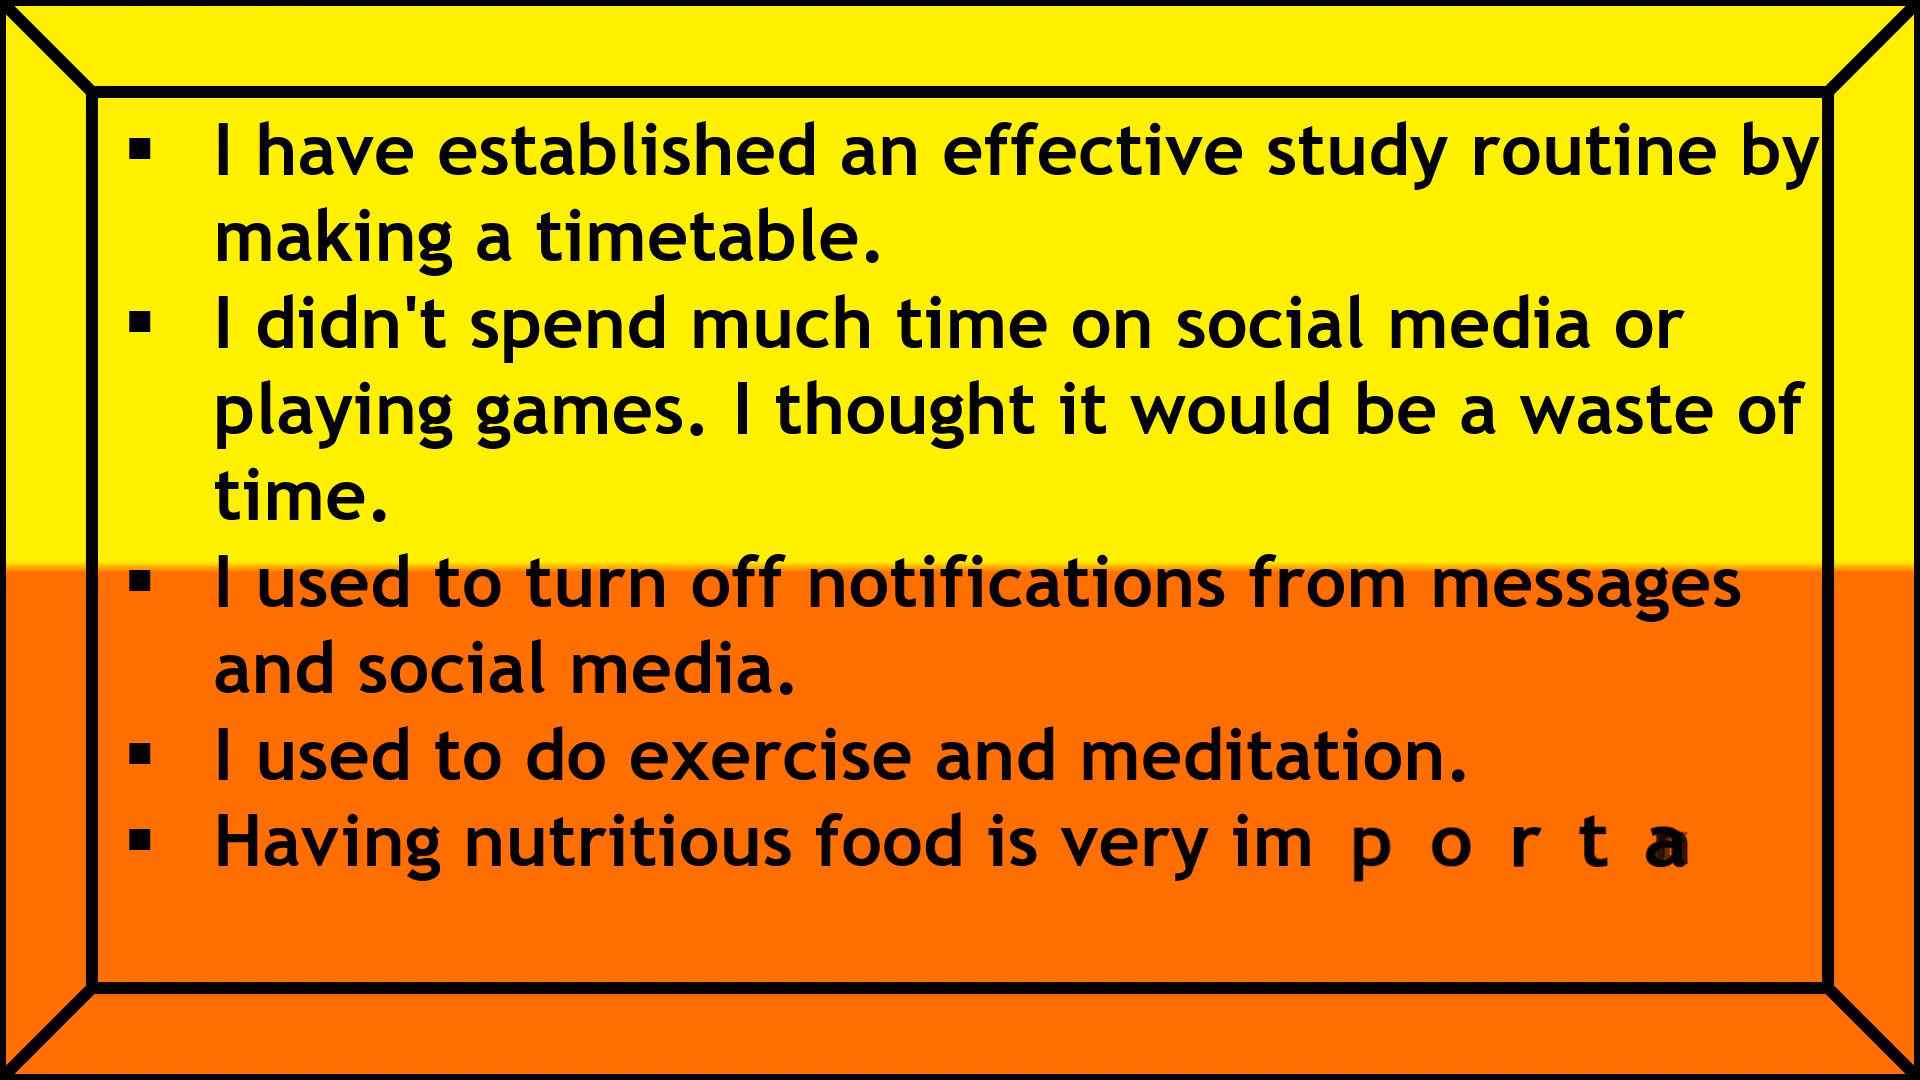 ▪ I have established an effective study routine by
making a timetable.
▪ I didn't spend much time on social media or
playing games. I thought it would be a waste of
time.
▪ I used to turn off notifications from messages
and social media.
▪ I used to do exercise and meditation.
▪ Having nutritious food is very im p o r t a